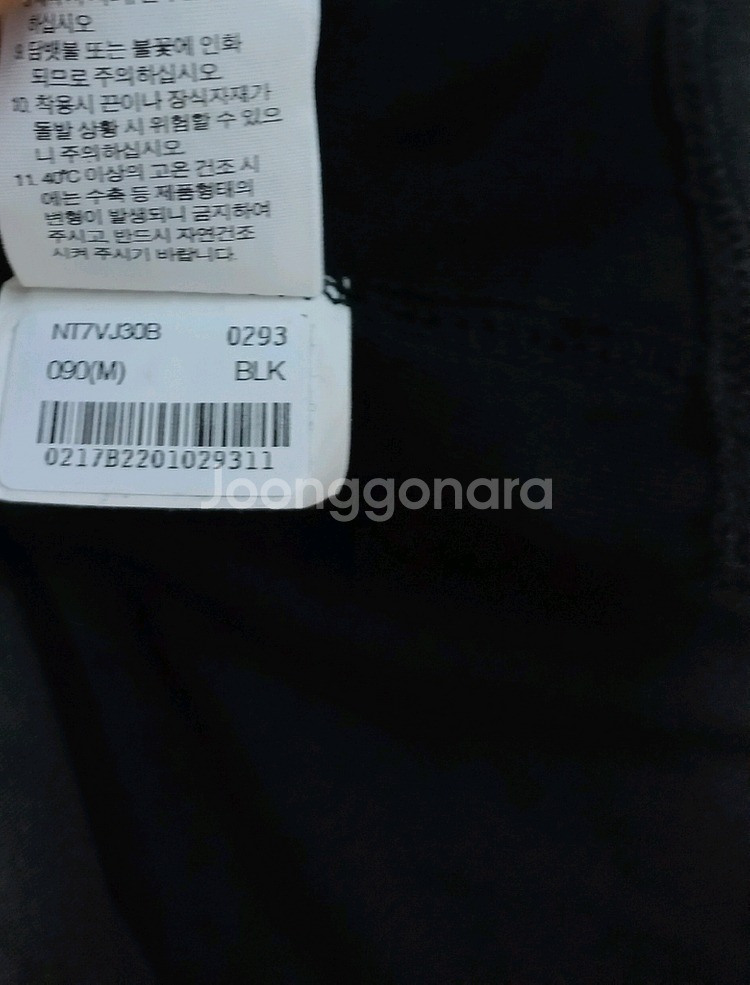 하십시오
9. 담뱃불 또는 불꽃에 인화
되므로 주의하십시오.
10. 착용시 끈이나 장식자재가
돌발 상황 시 위험할 수 있으
니 주의하십시오.
11. 40℃ 이상의 고온 건조 시
에는 수축 등 제품형태의
변형이 발생되니 금지하여
주시고, 반드시 자연건조
시켜 주시기 바랍니다.
NT7VJ30B 0293
090(M) BLK
0217B2201029311
Joonggonara